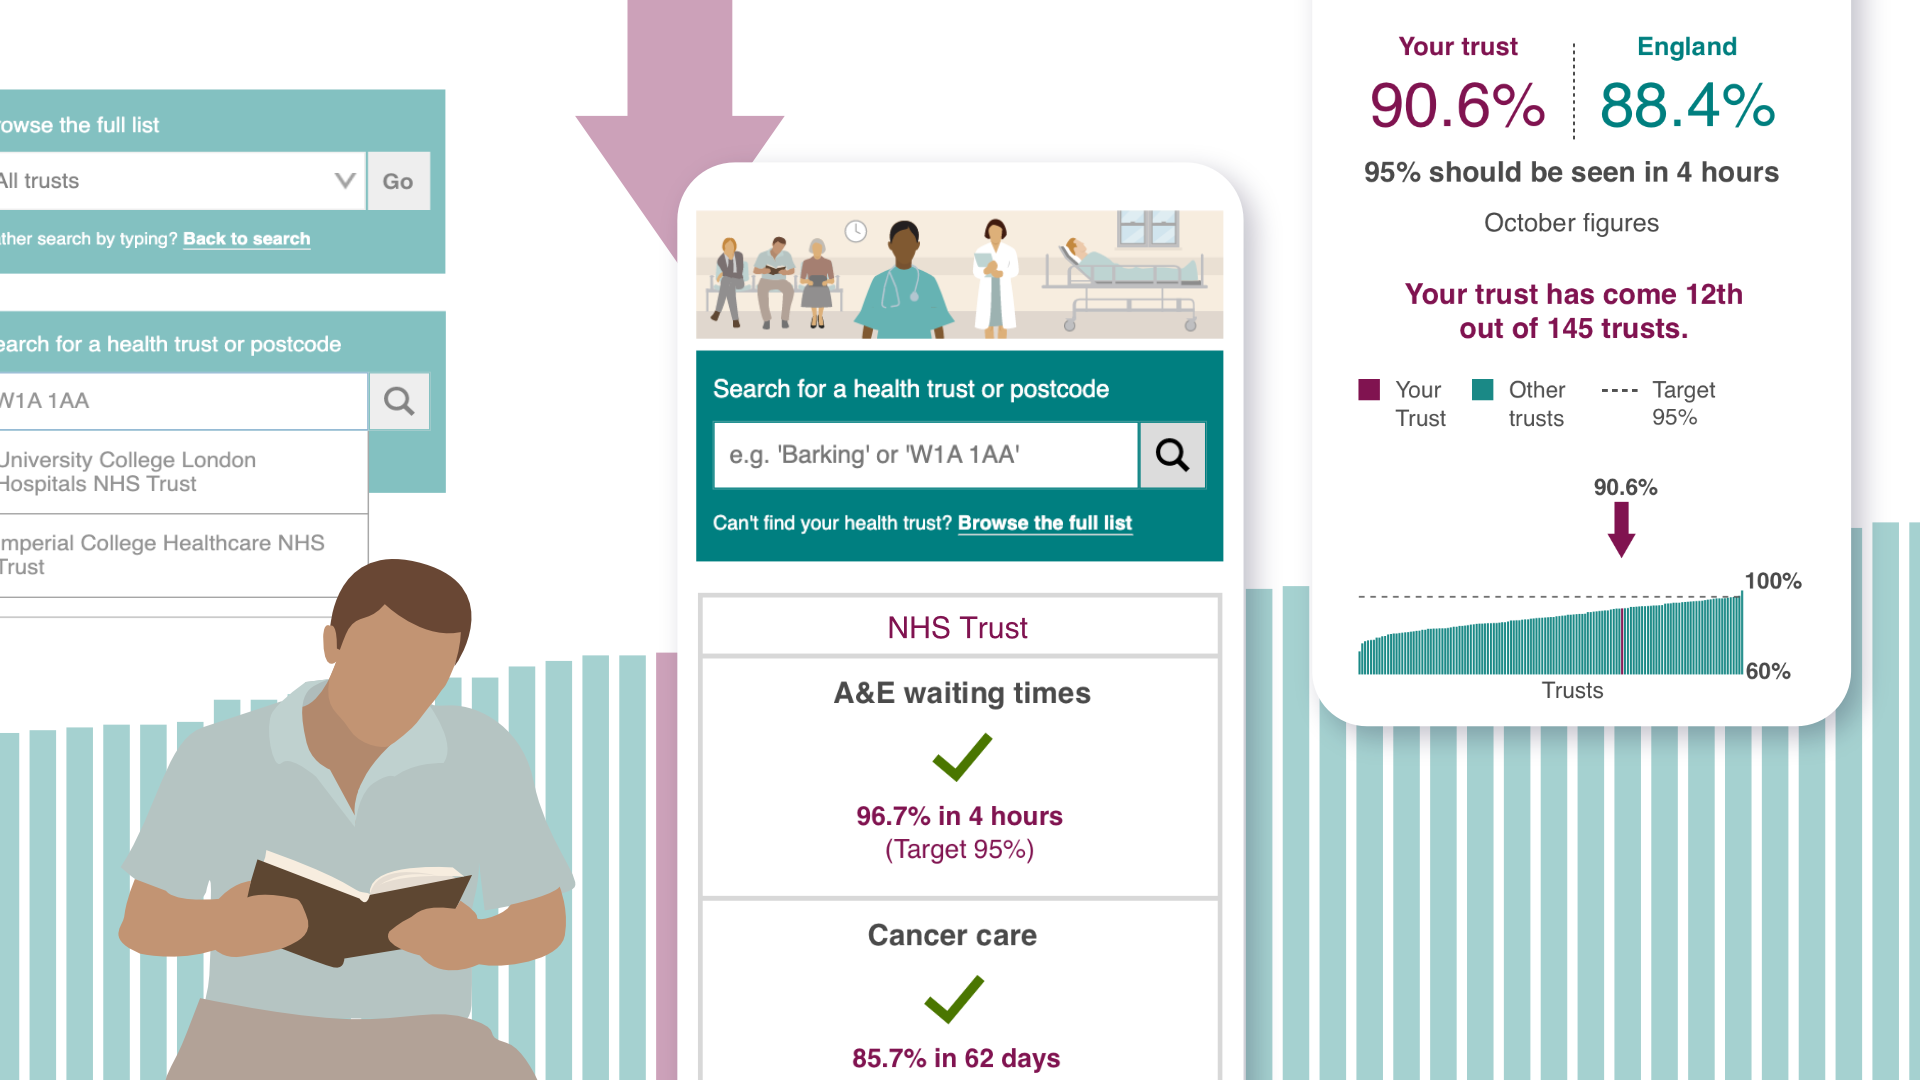 owse the full list
All trusts
Go
ther search by typing? Back to search
earch for a health trust or postcode
W1A 1AA
University College London
Hospitals NHS Trust
mperial College Healthcare NHS
Trust
Search for a health trust or postcode
e.g. 'Barking' or 'W1A 1AA'
Can't find your health trust? Browse the full list
NHS Trust
A&E waiting times
96.7% in 4 hours
(Target 95%)
Cancer care
85.7% in 62 days
Your trust
England
90.6%
88.4%
95% should be seen in 4 hours
October figures
Your trust has come 12th
out of 145 trusts.
Your
Trust
Other
trusts
Target
95%
90.6%
100%
60%
Trusts